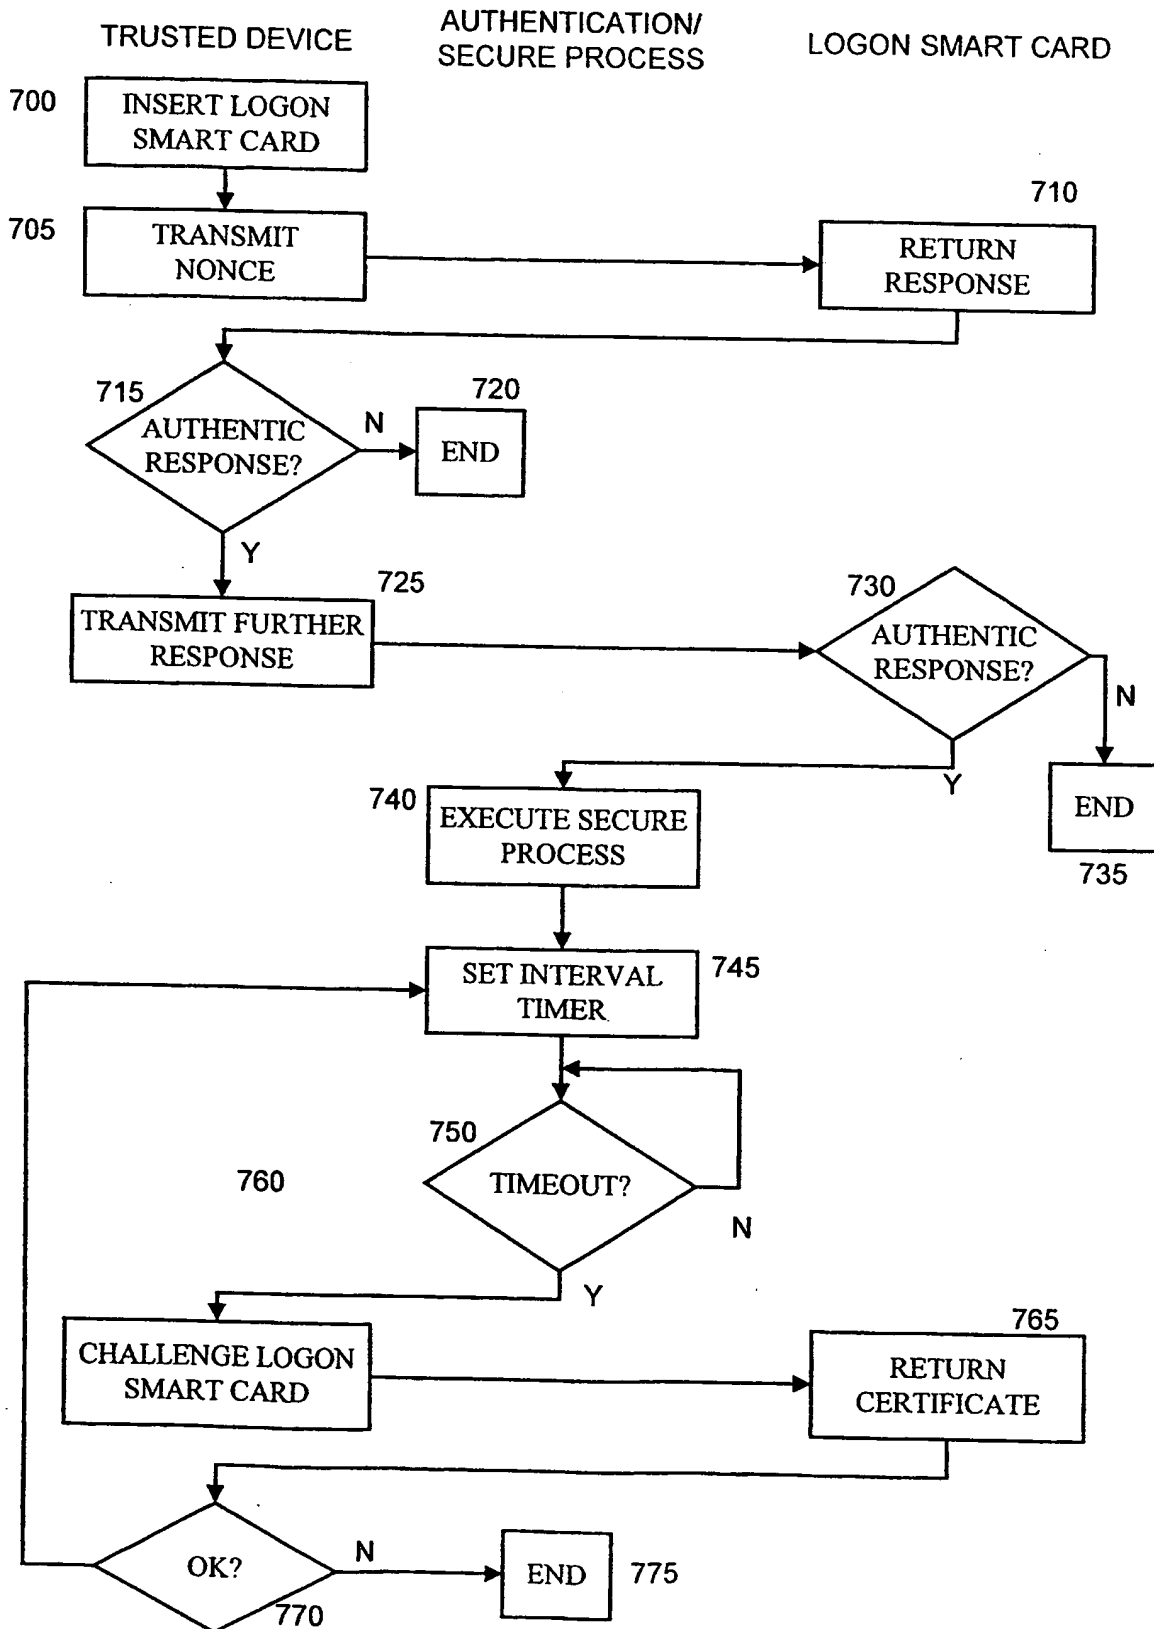 TRUSTED DEVICE
AUTHENTICATION/
SECURE PROCESS
LOGON SMART CARD
700
INSERT LOGON
SMART CARD
705
TRANSMIT
NONCE
710
RETURN
RESPONSE
715
AUTHENTIC
RESPONSE?
N
720
END
Y
725
TRANSMIT FURTHER
RESPONSE
730
AUTHENTIC
RESPONSE?
N
Y
END
735
740
EXECUTE SECURE
PROCESS
SET INTERVAL
TIMER
745
750
TIMEOUT?
N
Y
760
CHALLENGE LOGON
SMART CARD
765
RETURN
CERTIFICATE
OK?
N
770
END
775